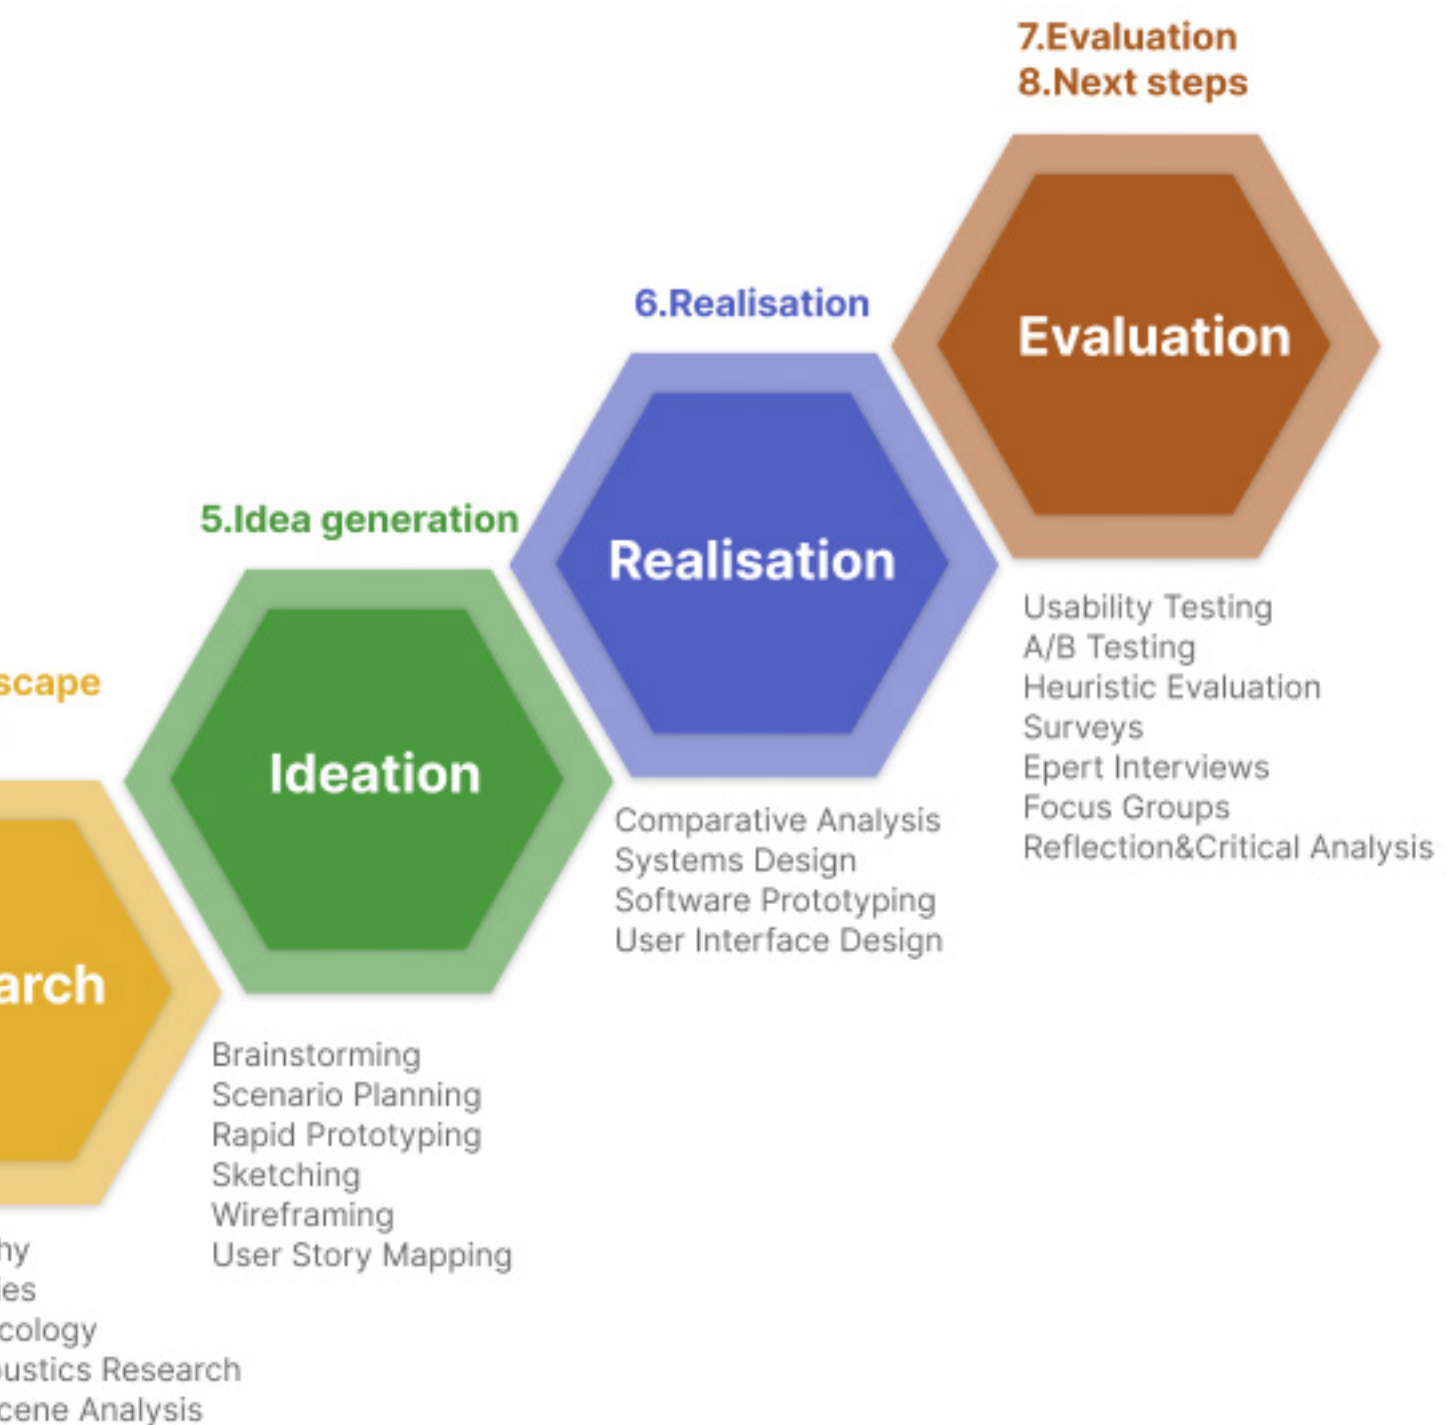 7.Evaluation
8.Next steps
Evaluation
Usability Testing
A/B Testing
Heuristic Evaluation
Surveys
Epert Interviews
Focus Groups
Reflection&Critical Analysis
6.Realisation
Realisation
Comparative Analysis
Systems Design
Software Prototyping
User Interface Design
5.Idea generation
Ideation
Brainstorming
Scenario Planning
Rapid Prototyping
Sketching
Wireframing
User Story Mapping
scape
arch
hy
ies
cology
oustics Research
cene Analysis